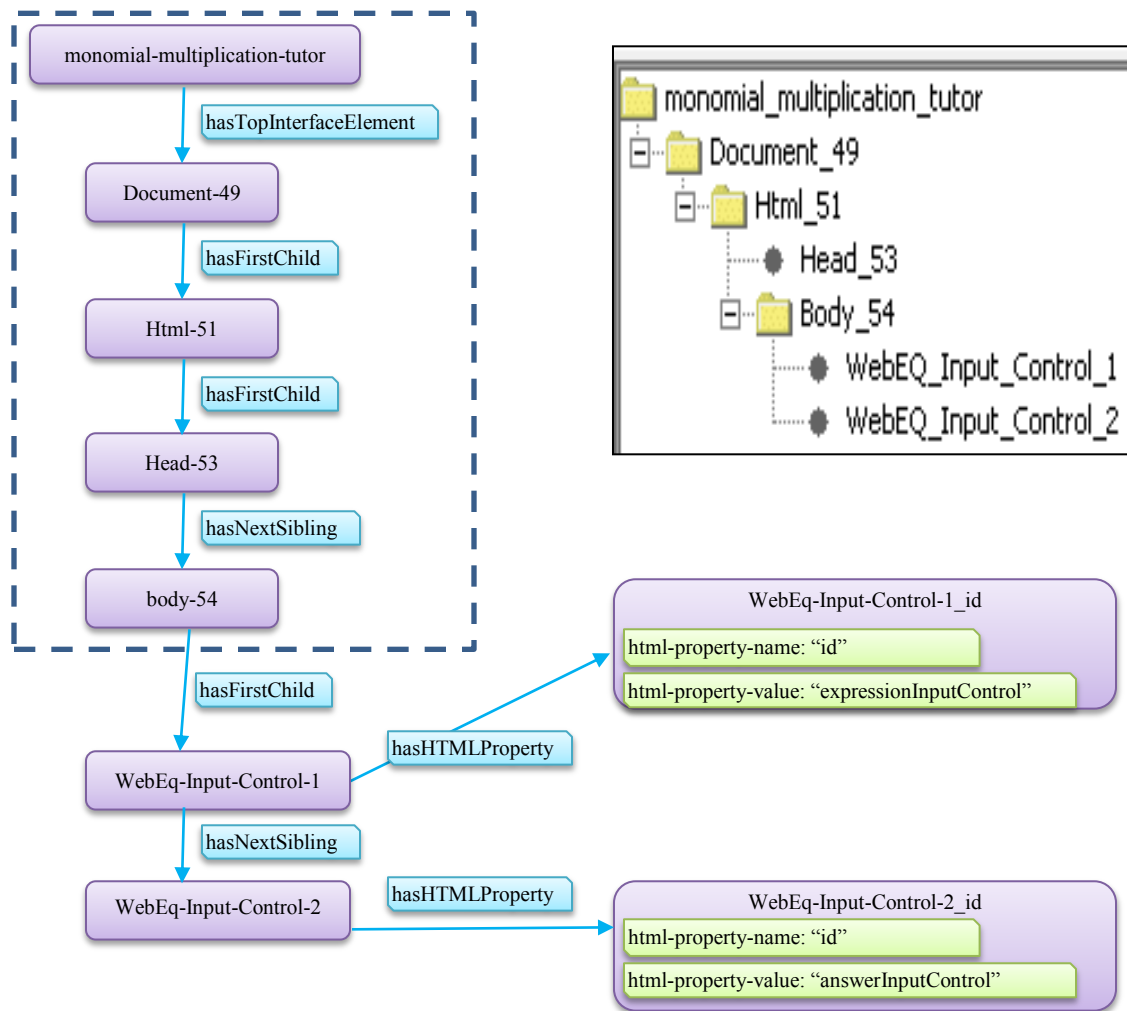 monomial-multiplication-tutor
hasTopInterfaceElement
Document-49
hasFirstChild
Html-51
hasFirstChild
Head-53
hasNextSibling
body-54
hasFirstChild
WebEq-Input-Control-1
hasHTMLProperty
hasNextSibling
WebEq-Input-Control-2
hasHTMLProperty
monomial_multiplication_tutor
Document_49
Html_51
Head_53
Body_54
WebEQ_Input_Control_1
WebEQ_Input_Control_2
WebEq-Input-Control-1_id
html-property-name: “id”
html-property-value: “expressionInputControl”
WebEq-Input-Control-2_id
html-property-name: “id”
html-property-value: “answerInputControl”